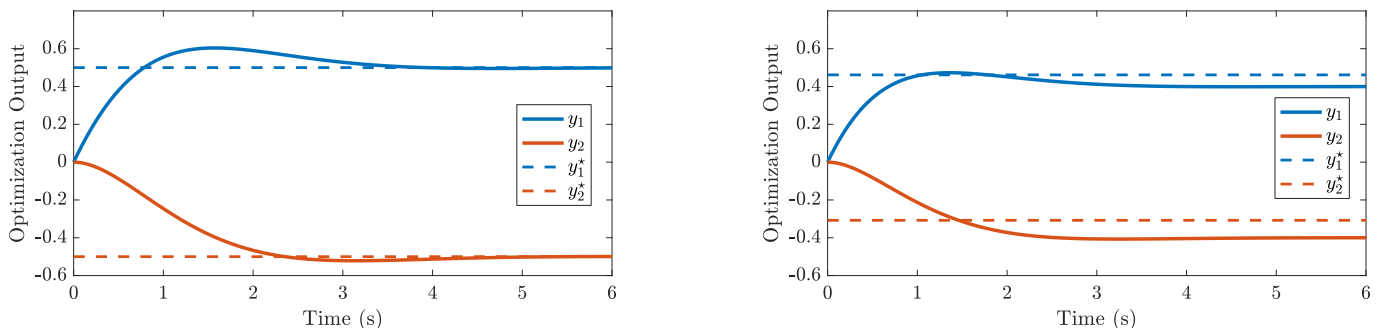 0.6
0.4
0.2
0
-0.2
-0.4
-0.6
Optimization Output
0 1 2 3 4 5 6
Time (s)
y₁
y₂
y₁⋆
y₂⋆
0.6
0.4
0.2
0
-0.2
-0.4
-0.6
Optimization Output
0 1 2 3 4 5 6
Time (s)
y₁
y₂
y₁⋆
y₂⋆